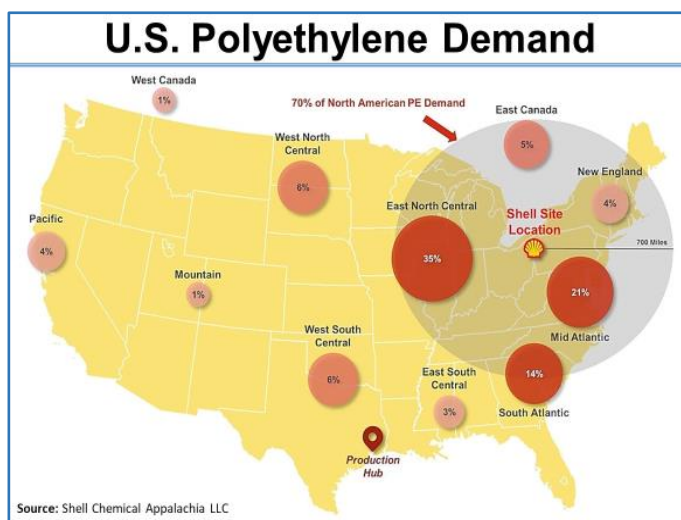 U.S. Polyethylene Demand
West Canada
1%
70% of North American PE Demand
East Canada
5%
West North
Central
6%
New England
4%
East North Central
35%
Shell Site
Location
700 Miles
Pacific
4%
Mountain
1%
21%
Mid Atlantic
West South
Central
6%
East South
Central
3%
14%
South Atlantic
Production
Hub
Source: Shell Chemical Appalachia LLC